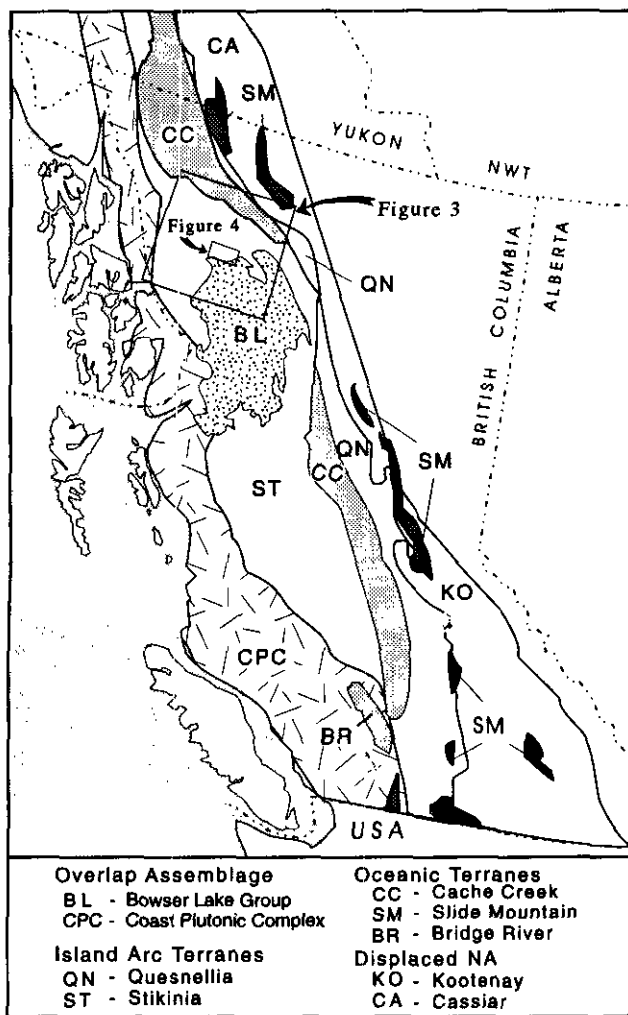 CA
SM
CC
YUKON
NWT
Figure 3
Figure 4
QN
BRITISH COLUMBIA
ALBERTA
BL
QN
CC
SM
ST
KO
CPC
SM
BR
USA
Overlap Assemblage
BL - Bowser Lake Group
CPC - Coast Plutonic Complex
Island Arc Terranes
QN - Quesnellia
ST - Stikinia
Oceanic Terranes
CC - Cache Creek
SM - Slide Mountain
BR - Bridge River
Displaced NA
KO - Kootenay
CA - Cassiar